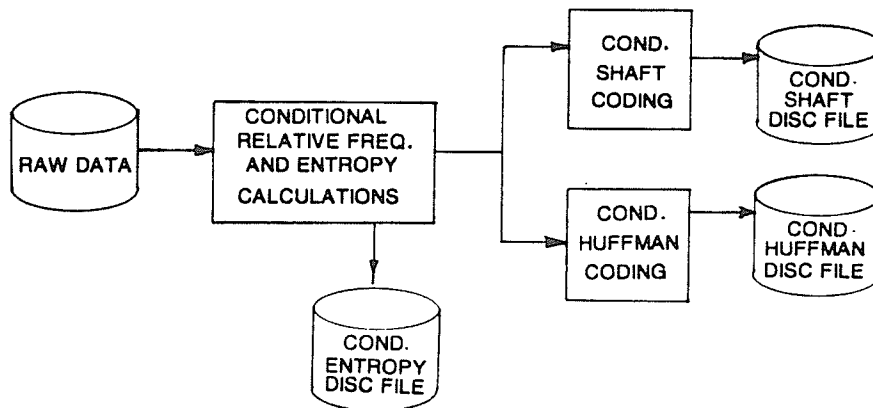 RAW DATA
CONDITIONAL
RELATIVE FREQ.
AND ENTROPY
CALCULATIONS
COND.
ENTROPY
DISC FILE
COND.
SHAFT
CODING
COND.
SHAFT
DISC FILE
COND.
HUFFMAN
CODING
COND.
HUFFMAN
DISC FILE